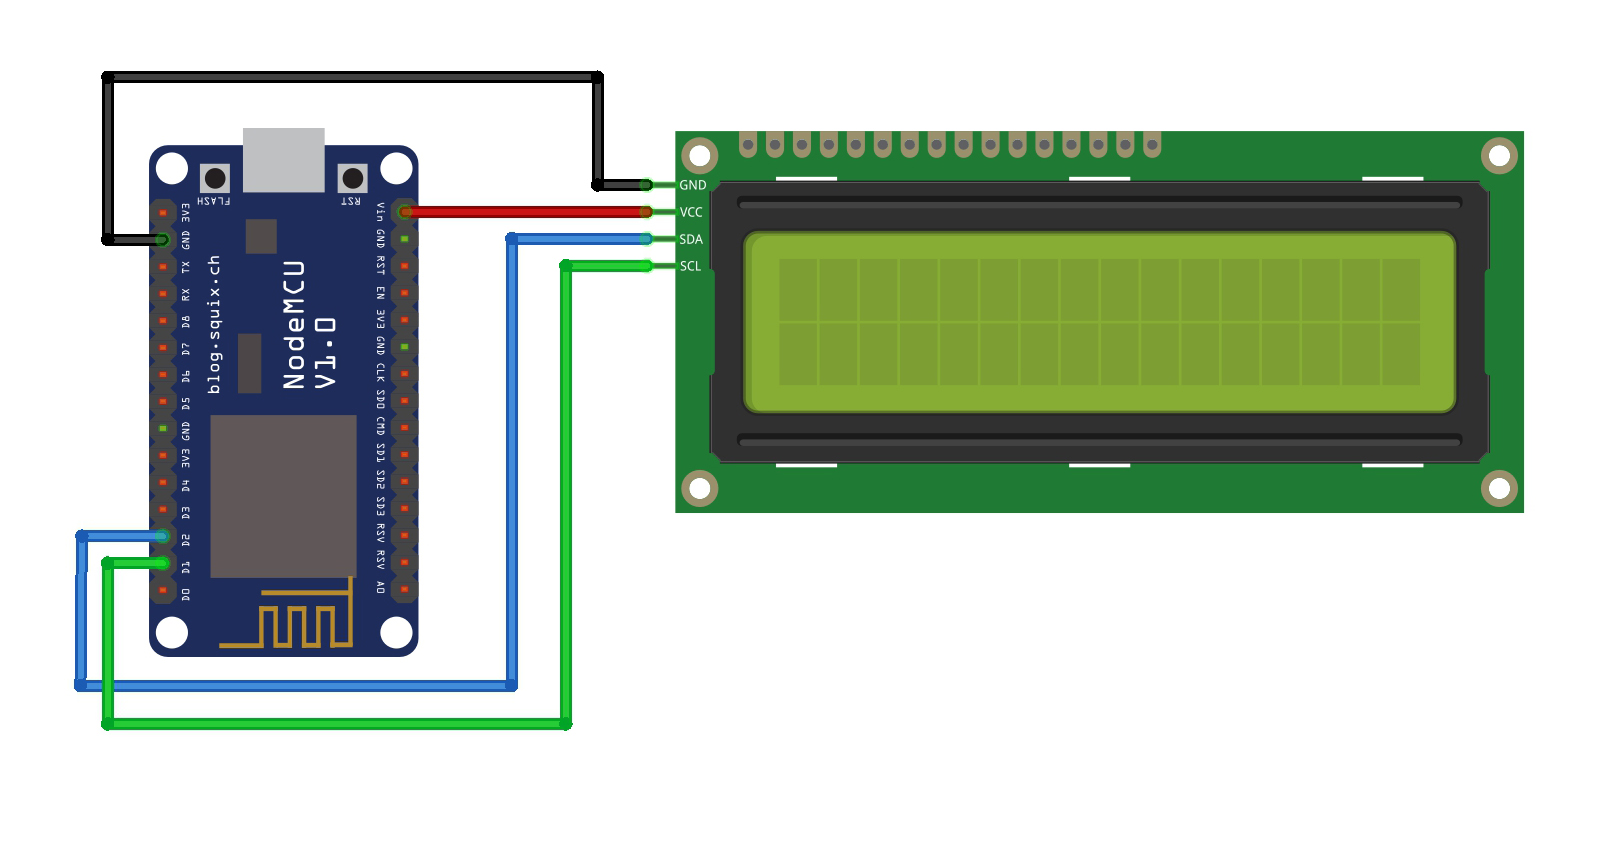 FLASH
RST
3V3
GND
TX
RX
D8
D7
D6
D5
GND
3V3
D4
D3
D2
D1
D0
blog.squix.ch
NodeMCU
V1.0
Vin
GND
RST
EN
3V3
GND
CLK
SD0
CMD
SD1
SD2
SD3
RSV
RSV
A0
GND
VCC
SDA
SCL